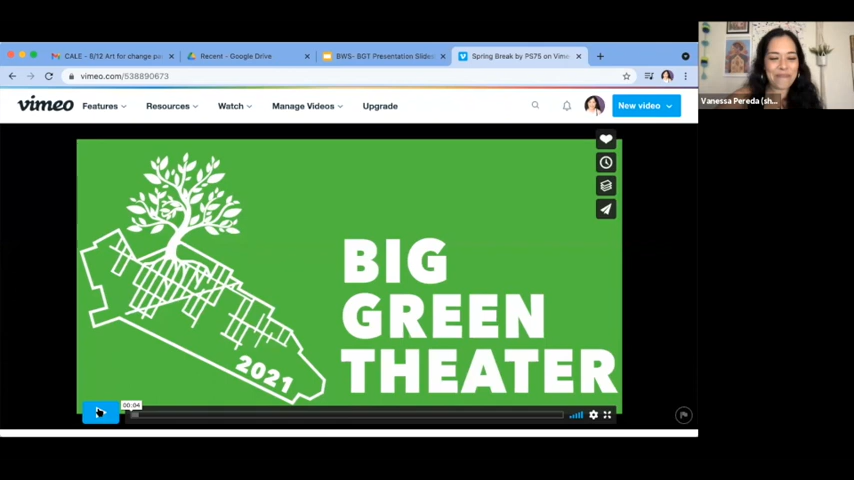 CALE - 8/12 Art for change pa
Recent - Google Drive
BWS- BGT Presentation Slides
Spring Break by PS75 on Vime
vimeo.com/538890673
vimeo
Features
Resources
Watch
Manage Videos
Upgrade
New video
Vanessa Pereda (sh...
BIG
GREEN
THEATER
2021
00:04